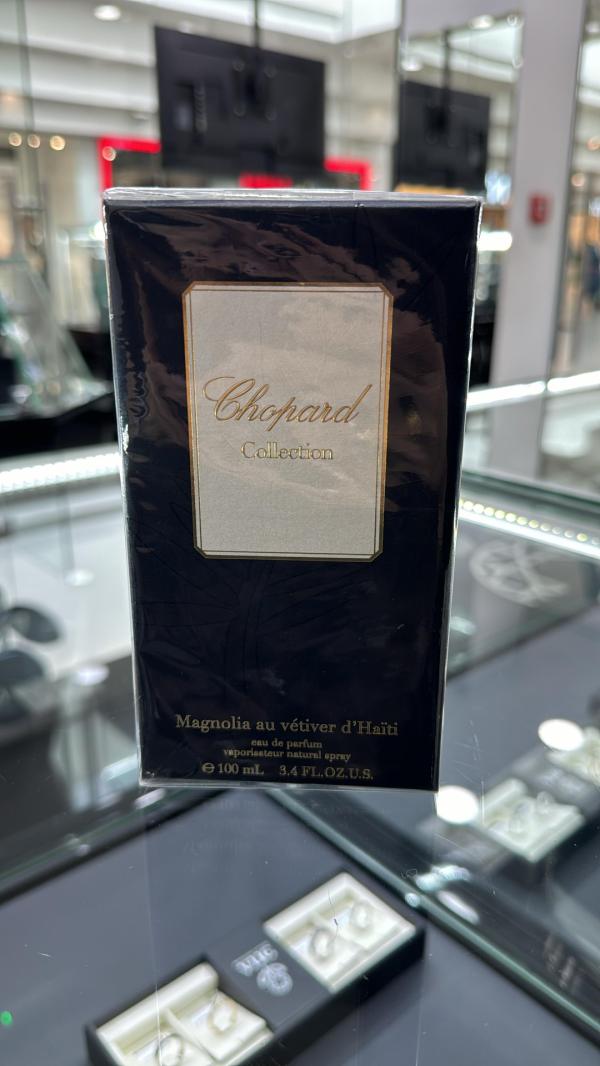 Chopard
Collection
Magnolia au vétiver d'Haïti
eau de parfum
vaporisateur natural spray
℮ 100 mL 3.4 FL.OZ.U.S.